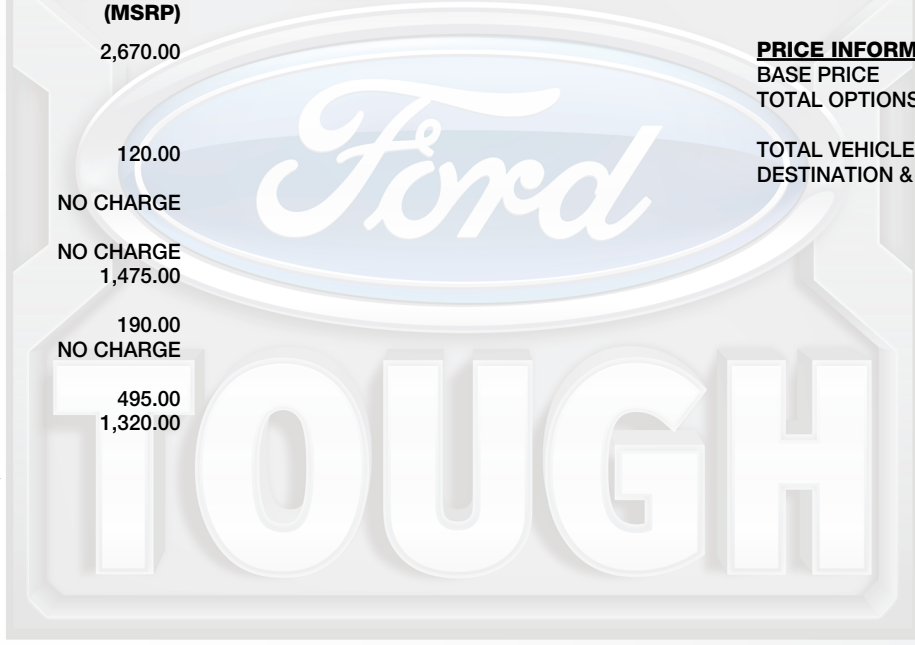 (MSRP)
2,670.00
120.00
NO CHARGE
NO CHARGE
1,475.00
190.00
NO CHARGE
495.00
1,320.00
PRICE INFORM
BASE PRICE
TOTAL OPTIONS
TOTAL VEHICLE
DESTINATION &
Ford
TOUGH